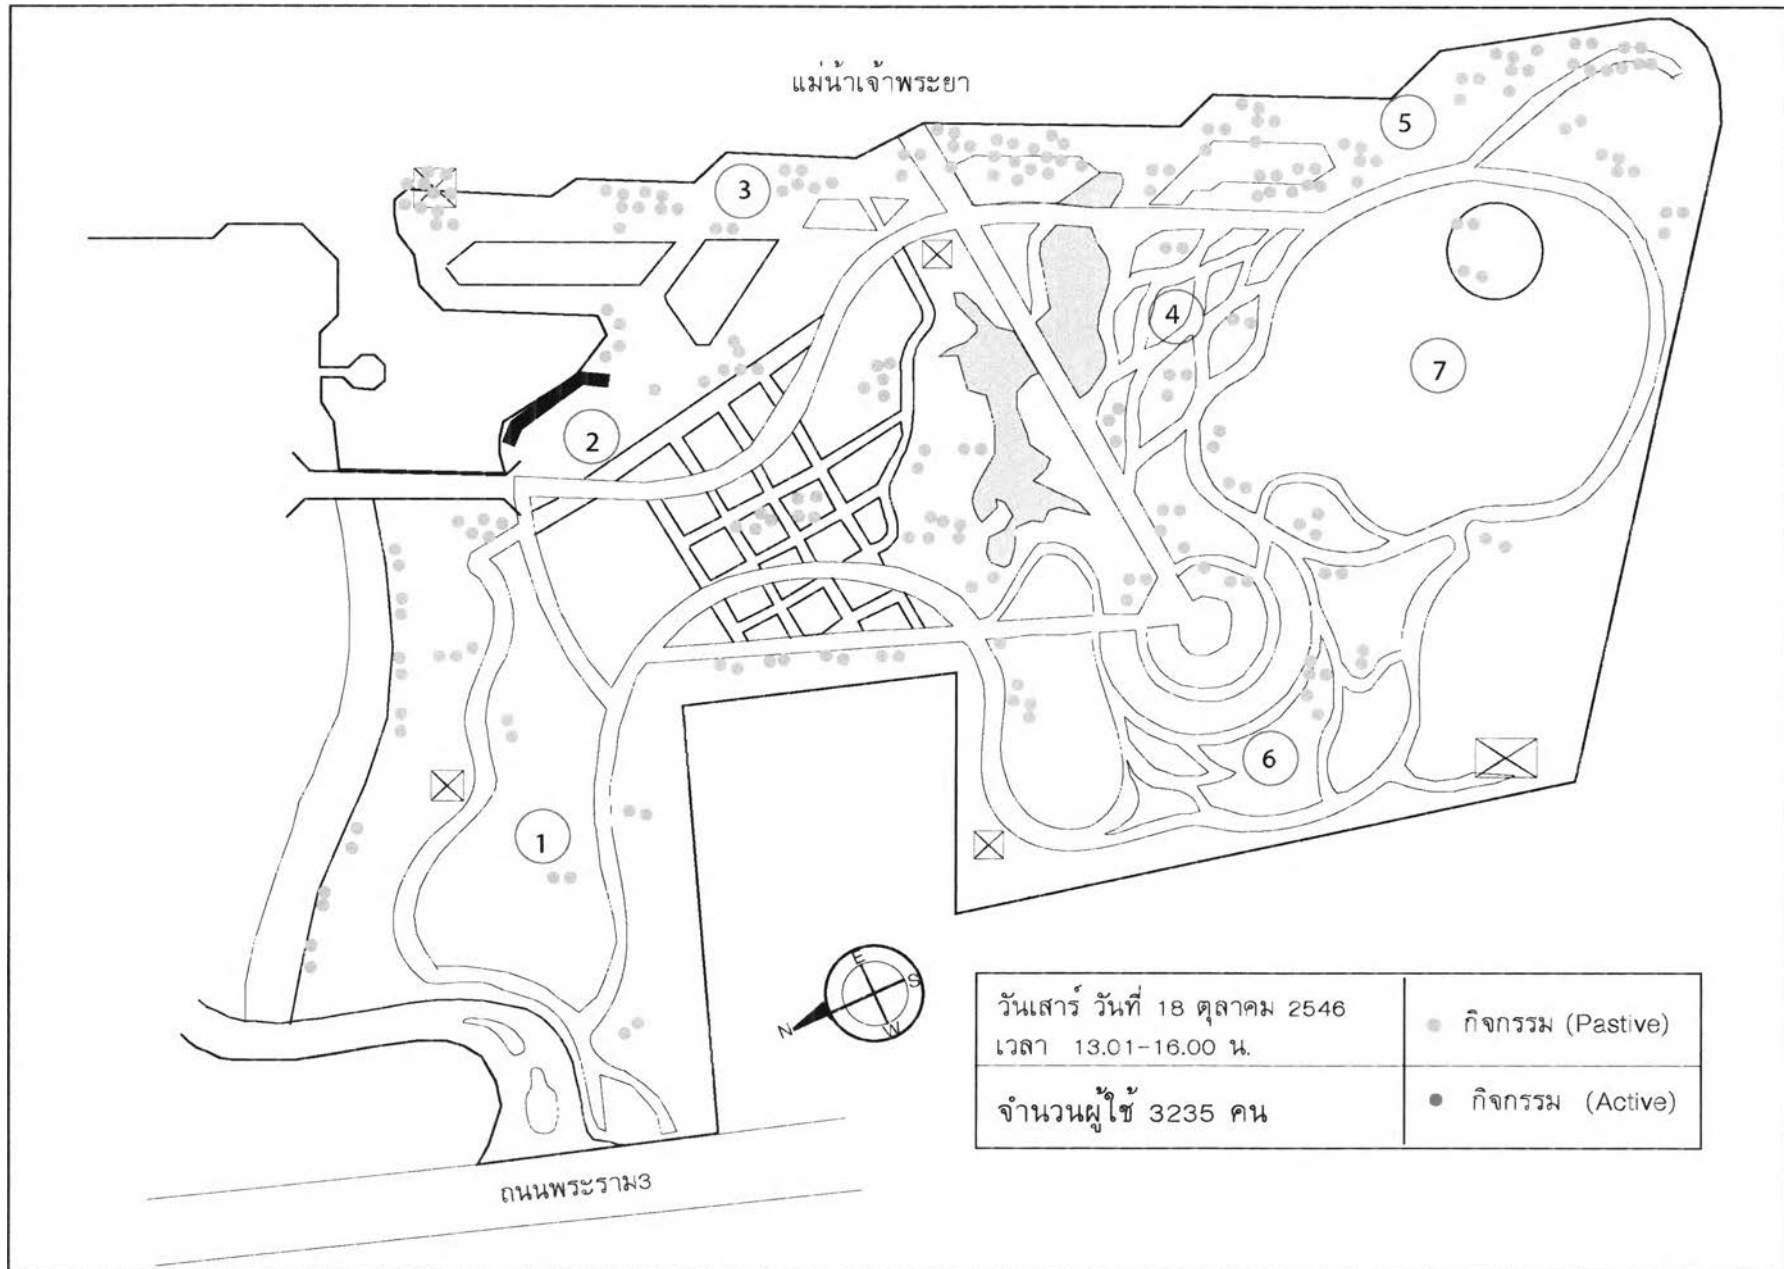 แม่น้ำเจ้าพระยา
5
3
4
7
2
6
1
E
S
N
W
วันเสาร์ วันที่ 18 ตุลาคม 2546
เวลา 13.01-16.00 น.
กิจกรรม (Pastive)
จำนวนผู้ใช้ 3235 คน
กิจกรรม (Active)
ถนนพระราม3